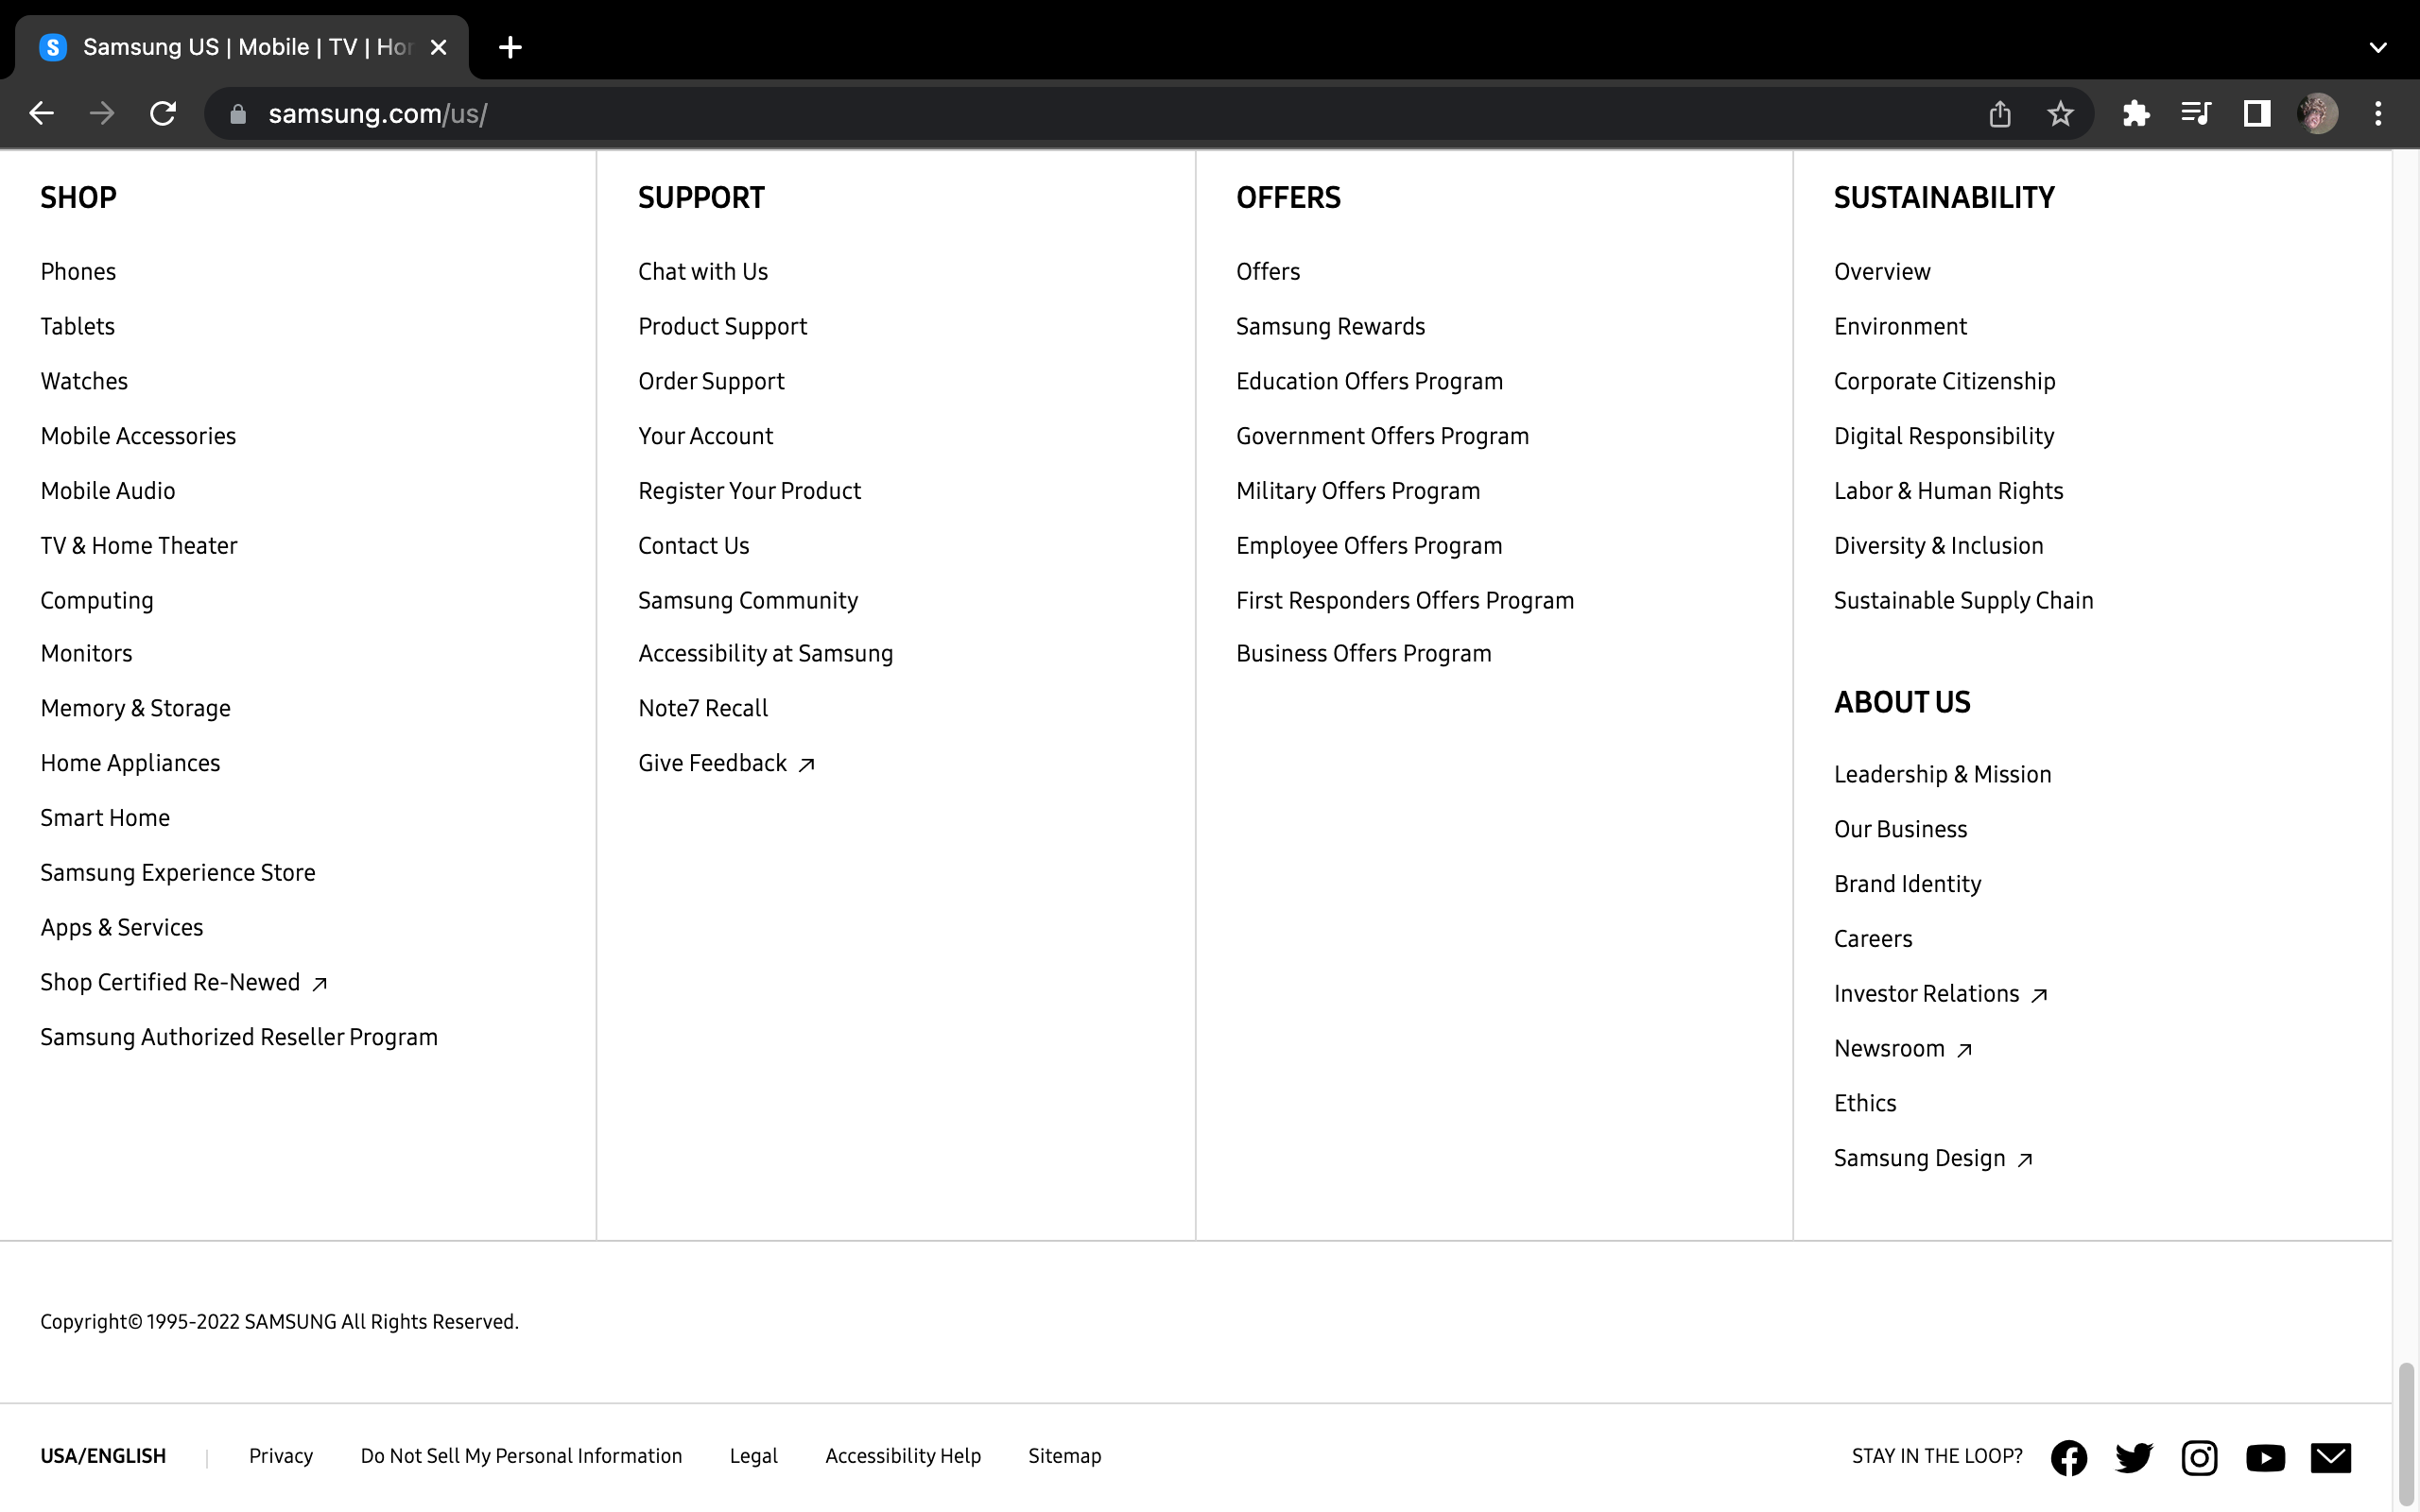 Samsung US | Mobile | TV | Hor
samsung.com/us/
SHOP
Phones
Tablets
Watches
Mobile Accessories
Mobile Audio
TV & Home Theater
Computing
Monitors
Memory & Storage
Home Appliances
Smart Home
Samsung Experience Store
Apps & Services
Shop Certified Re-Newed
Samsung Authorized Reseller Program
SUPPORT
Chat with Us
Product Support
Order Support
Your Account
Register Your Product
Contact Us
Samsung Community
Accessibility at Samsung
Note7 Recall
Give Feedback
OFFERS
Offers
Samsung Rewards
Education Offers Program
Government Offers Program
Military Offers Program
Employee Offers Program
First Responders Offers Program
Business Offers Program
SUSTAINABILITY
Overview
Environment
Corporate Citizenship
Digital Responsibility
Labor & Human Rights
Diversity & Inclusion
Sustainable Supply Chain
ABOUT US
Leadership & Mission
Our Business
Brand Identity
Careers
Investor Relations
Newsroom
Ethics
Samsung Design
Copyright© 1995-2022 SAMSUNG All Rights Reserved.
USA/ENGLISH | Privacy Do Not Sell My Personal Information Legal Accessibility Help Sitemap STAY IN THE LOOP?